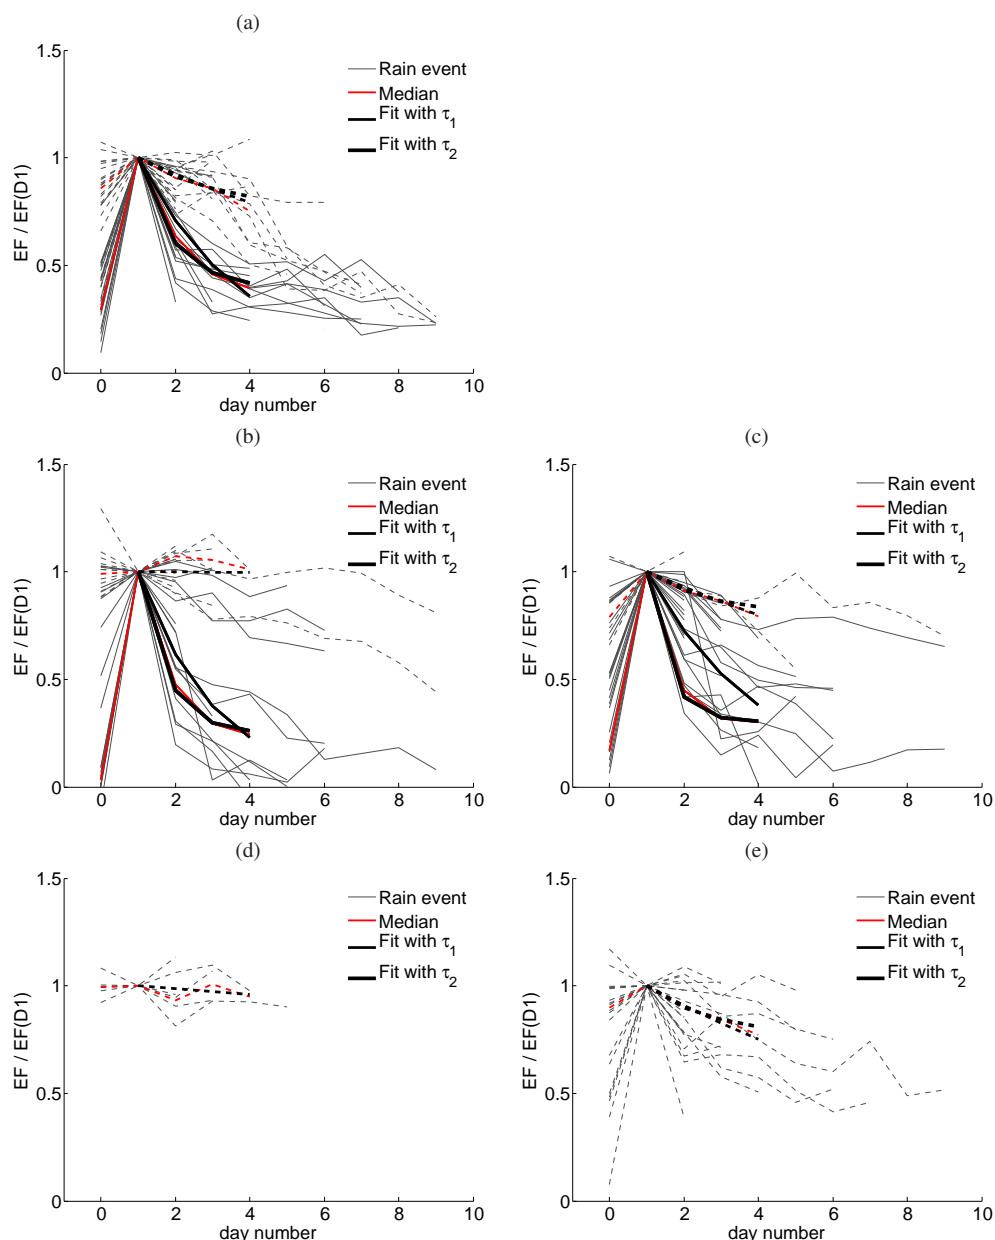 (a)
1.5
1
0.5
0
EF / EF(D1)
Rain event
Median
Fit with τ1
Fit with τ2
0 2 4 6 8 10
day number
(b)
1.5
1
0.5
0
EF / EF(D1)
Rain event
Median
Fit with τ1
Fit with τ2
0 2 4 6 8 10
day number
(c)
1.5
1
0.5
0
EF / EF(D1)
Rain event
Median
Fit with τ1
Fit with τ2
0 2 4 6 8 10
day number
(d)
1.5
1
0.5
0
EF / EF(D1)
Rain event
Median
Fit with τ1
Fit with τ2
0 2 4 6 8 10
day number
(e)
1.5
1
0.5
0
EF / EF(D1)
Rain event
Median
Fit with τ1
Fit with τ2
0 2 4 6 8 10
day number